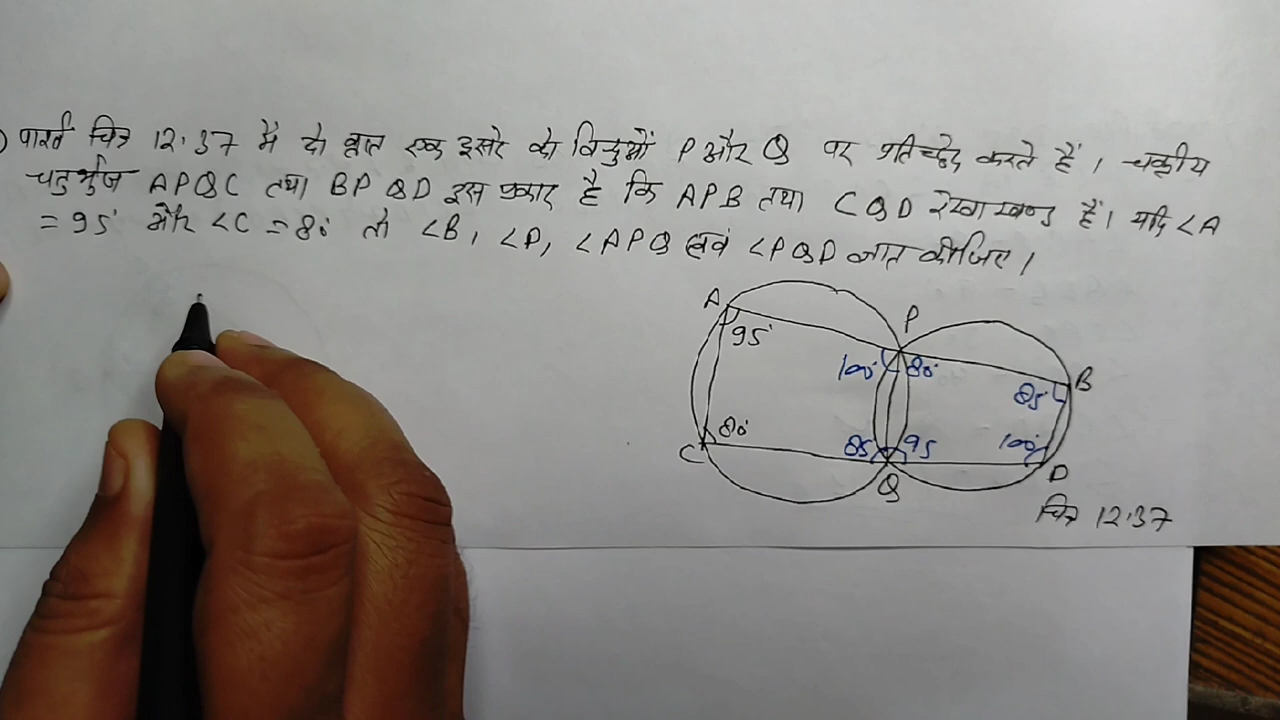 पार्श्व चित्र 12.37 में दो वृत्त एक दूसरे को बिन्दुओं P और Q पर प्रतिच्छेद करते हैं। चक्रीय
चतुर्भुज APQC तथा BPQD इस प्रकार है कि APB तथा CQD रेखाखण्ड हैं। यदि ∠A
= 95° और ∠C = 80° तो ∠B, ∠D, ∠APQ एवं ∠PQD ज्ञात कीजिए।
A
P
95°
100° 80°
B
85°
80°
85 95
100°
C
Q
D
चित्र 12.37